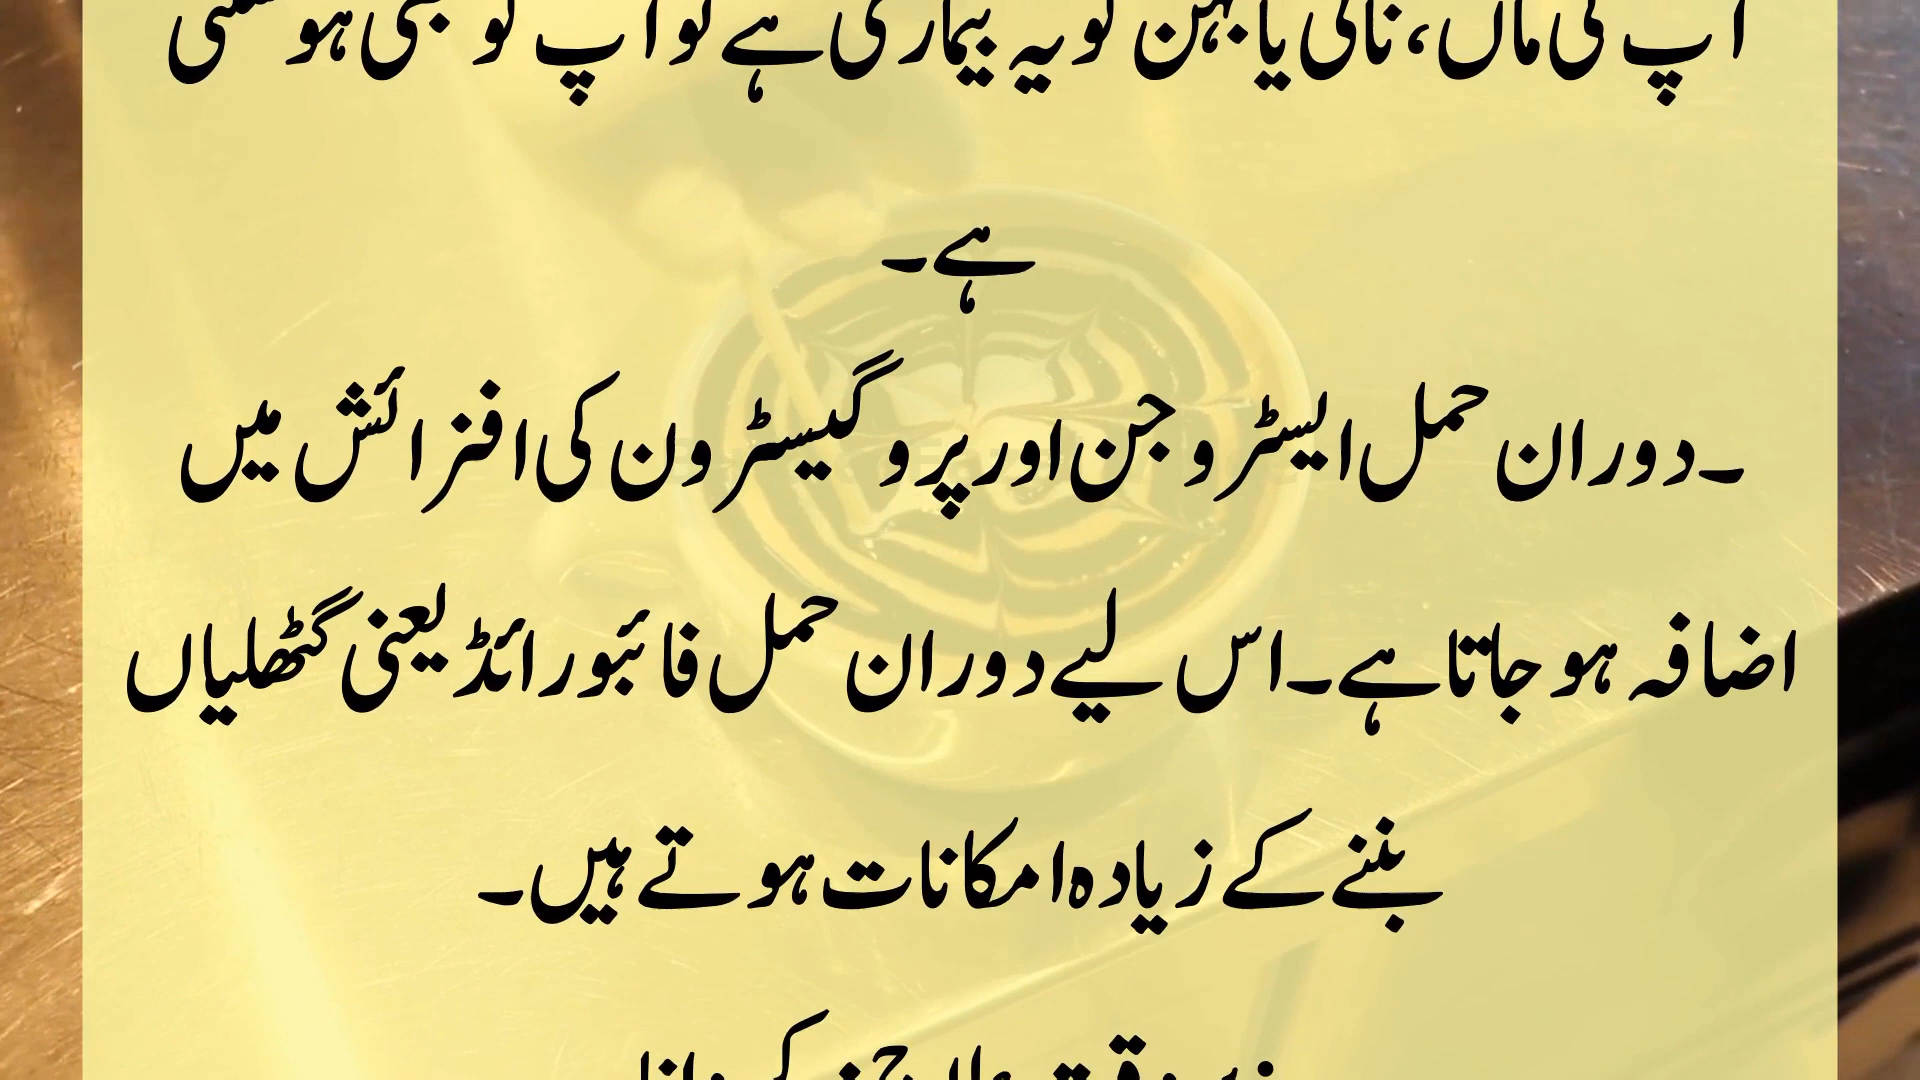 آپ کی ماں، نانی یا بہن کو یہ بیماری ہے تو آپ کو بھی ہو سکتی
ہے۔
۔دوران حمل ایسٹروجن اور پروگیسٹرون کی افزائش میں
اضافہ ہو جاتا ہے۔اس لیے دوران حمل فائبورائڈ یعنی گٹھلیاں
بننے کے زیادہ امکانات ہوتے ہیں۔